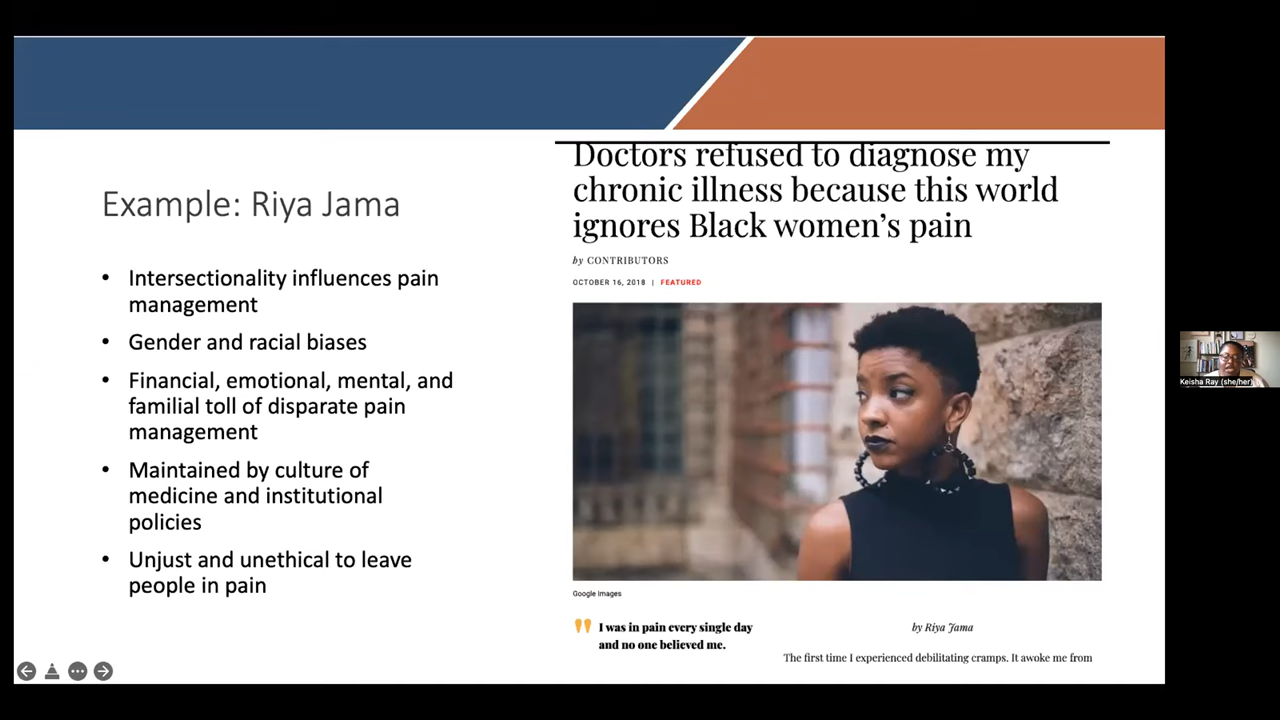 Example: Riya Jama
• Intersectionality influences pain
management
• Gender and racial biases
• Financial, emotional, mental, and
familial toll of disparate pain
management
• Maintained by culture of
medicine and institutional
policies
• Unjust and unethical to leave
people in pain
Doctors refused to diagnose my
chronic illness because this world
ignores Black women’s pain
by CONTRIBUTORS
OCTOBER 16, 2018 | FEATURED
Google Images
" I was in pain every single day
and no one believed me.
by Riya Jama
The first time I experienced debilitating cramps. It awoke me from
Keisha Ray (she/her)